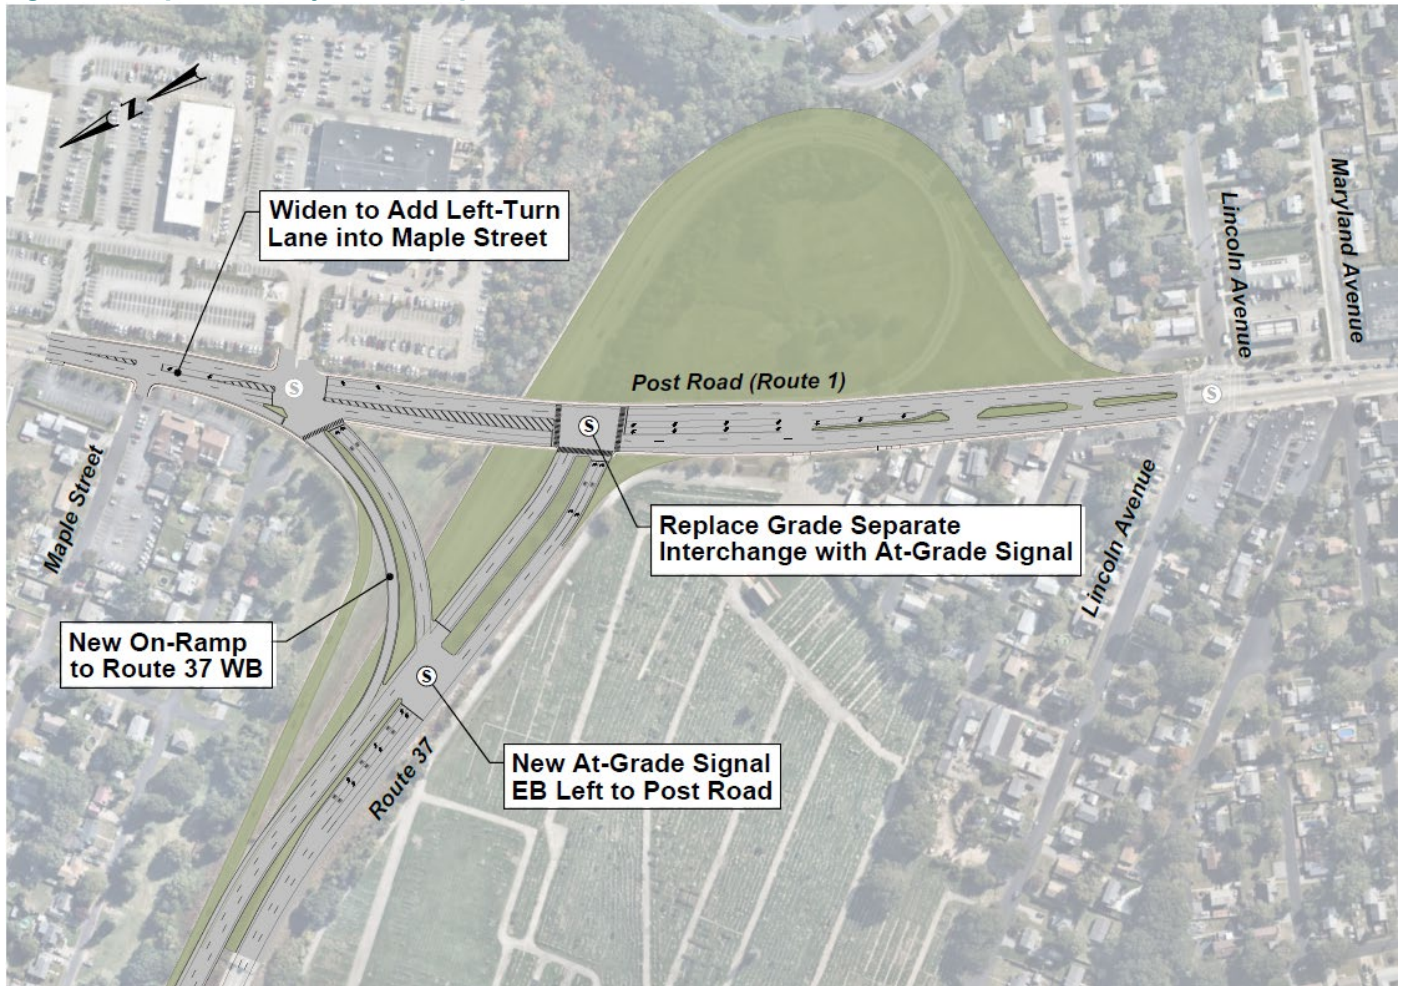 Z
Widen to Add Left-Turn
Lane into Maple Street
Lincoln Avenue
Maryland Avenue
S
Post Road (Route 1)
S
S
Maple Street
Replace Grade Separate
Interchange with At-Grade Signal
Lincoln Avenue
New On-Ramp
to Route 37 WB
S
Route 37
New At-Grade Signal
EB Left to Post Road